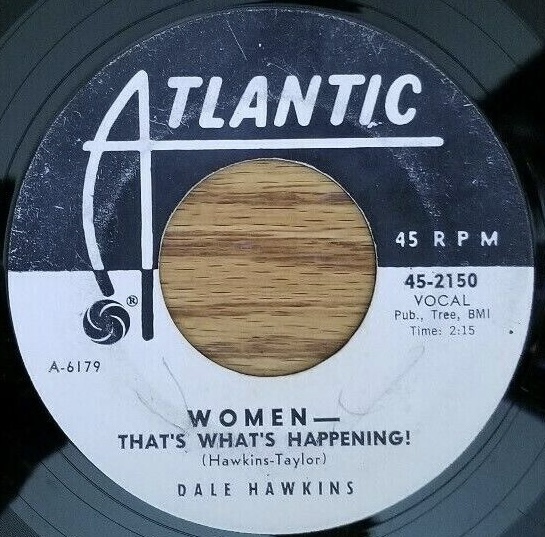 ATLANTIC
45 RPM
®
45-2150
VOCAL
Pub., Tree, BMI
Time: 2:15
A-6179
WOMEN—
THAT'S WHAT'S HAPPENING!
(Hawkins-Taylor)
DALE HAWKINS